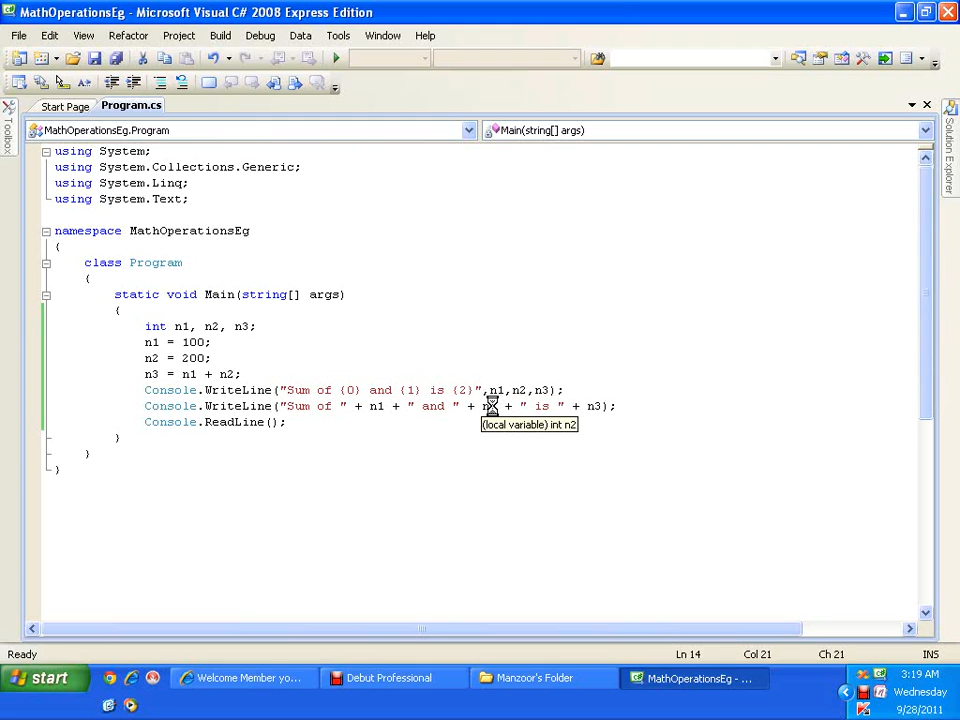 MathOperationsEg - Microsoft Visual C# 2008 Express Edition
File Edit View Refactor Project Build Debug Data Tools Window Help
Start Page Program.cs
MathOperationsEg.Program Main(string[] args)
Toolbox
Solution Explorer
using System;
using System.Collections.Generic;
using System.Linq;
using System.Text;
namespace MathOperationsEg
{
class Program
{
static void Main(string[] args)
{
int n1, n2, n3;
n1 = 100;
n2 = 200;
n3 = n1 + n2;
Console.WriteLine("Sum of {0} and {1} is {2}",n1,n2,n3);
Console.WriteLine("Sum of " + n1 + " and " + + " is " + n3);
Console.ReadLine();
(local variable) int n2
}
}
}
Ready Ln 14 Col 21 Ch 21 INS
start Welcome Member yo... Debut Professional Manzoor's Folder MathOperationsEg - ...
3:19 AM
Wednesday
9/28/2011